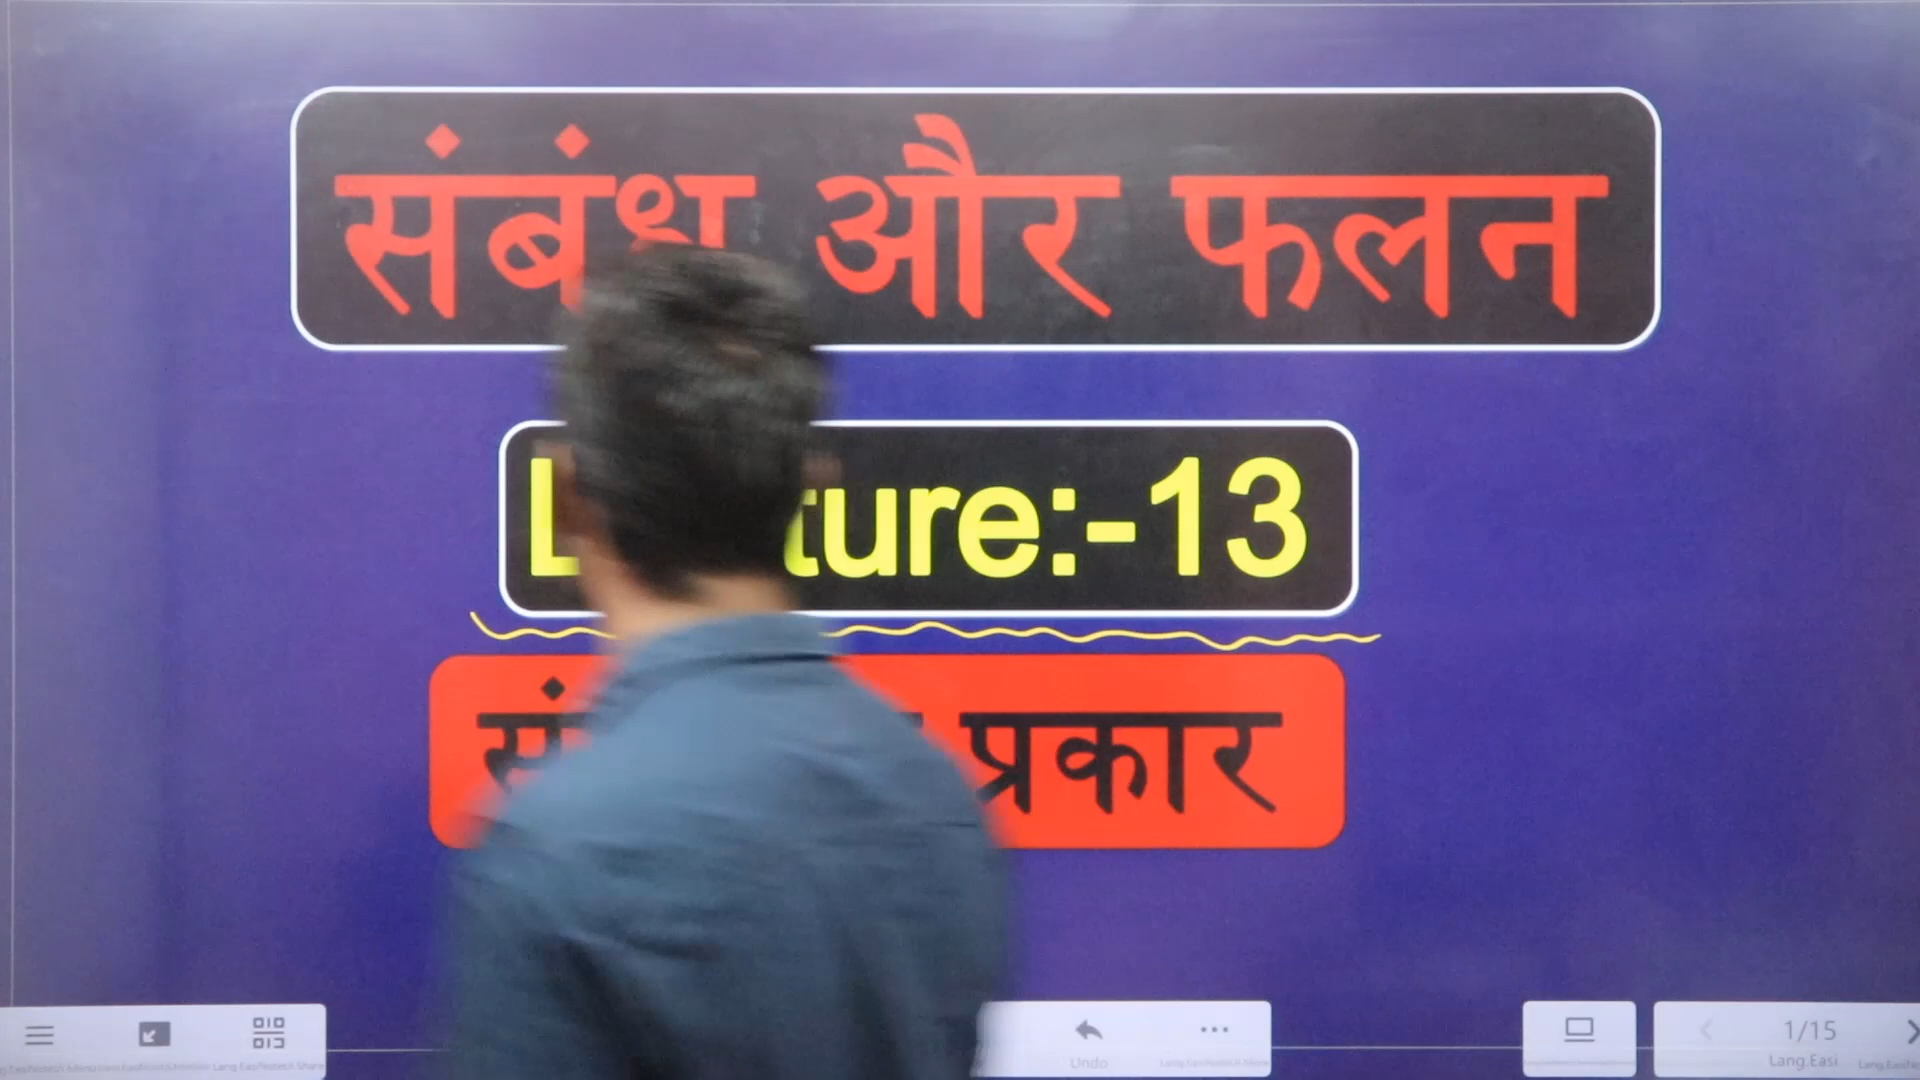 संबंध और फलन
ture:-13
प्रकार
Undo
1/15
Lang.Easi